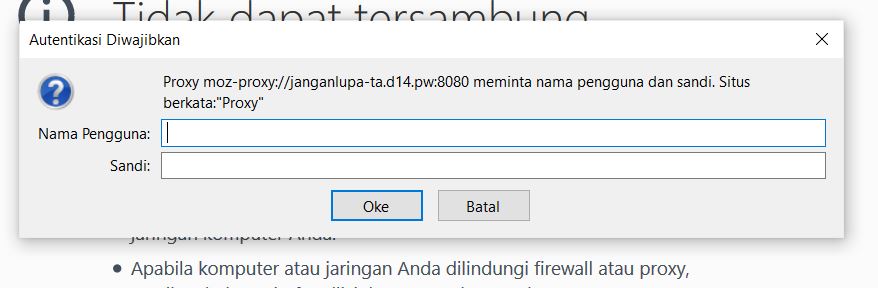 Tidak dapat tersambung
Autentikasi Diwajibkan
Proxy moz-proxy://janganlupa-ta.d14.pw:8080 meminta nama pengguna dan sandi. Situs
berkata:"Proxy"
Nama Pengguna:
Sandi:
Oke
Batal
jaringan komputer Anda.
Apabila komputer atau jaringan Anda dilindungi firewall atau proxy,